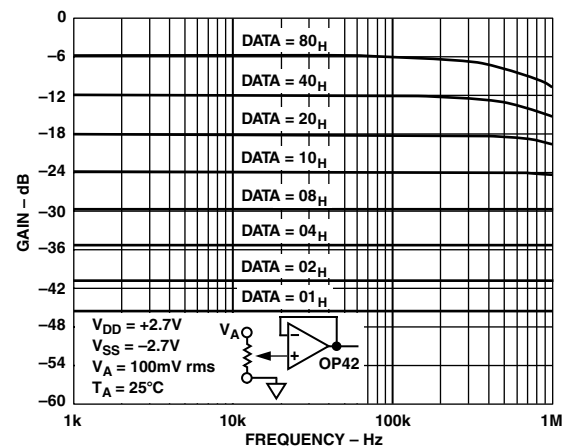 0
–6
–12
–18
–24
–30
–36
–42
–48
–54
–60
GAIN – dB
DATA = 80H
DATA = 40H
DATA = 20H
DATA = 10H
DATA = 08H
DATA = 04H
DATA = 02H
DATA = 01H
VDD = +2.7V
VSS = –2.7V
VA = 100mV rms
TA = 25°C
VA
–
+
OP42
1k 10k 100k 1M
FREQUENCY – Hz